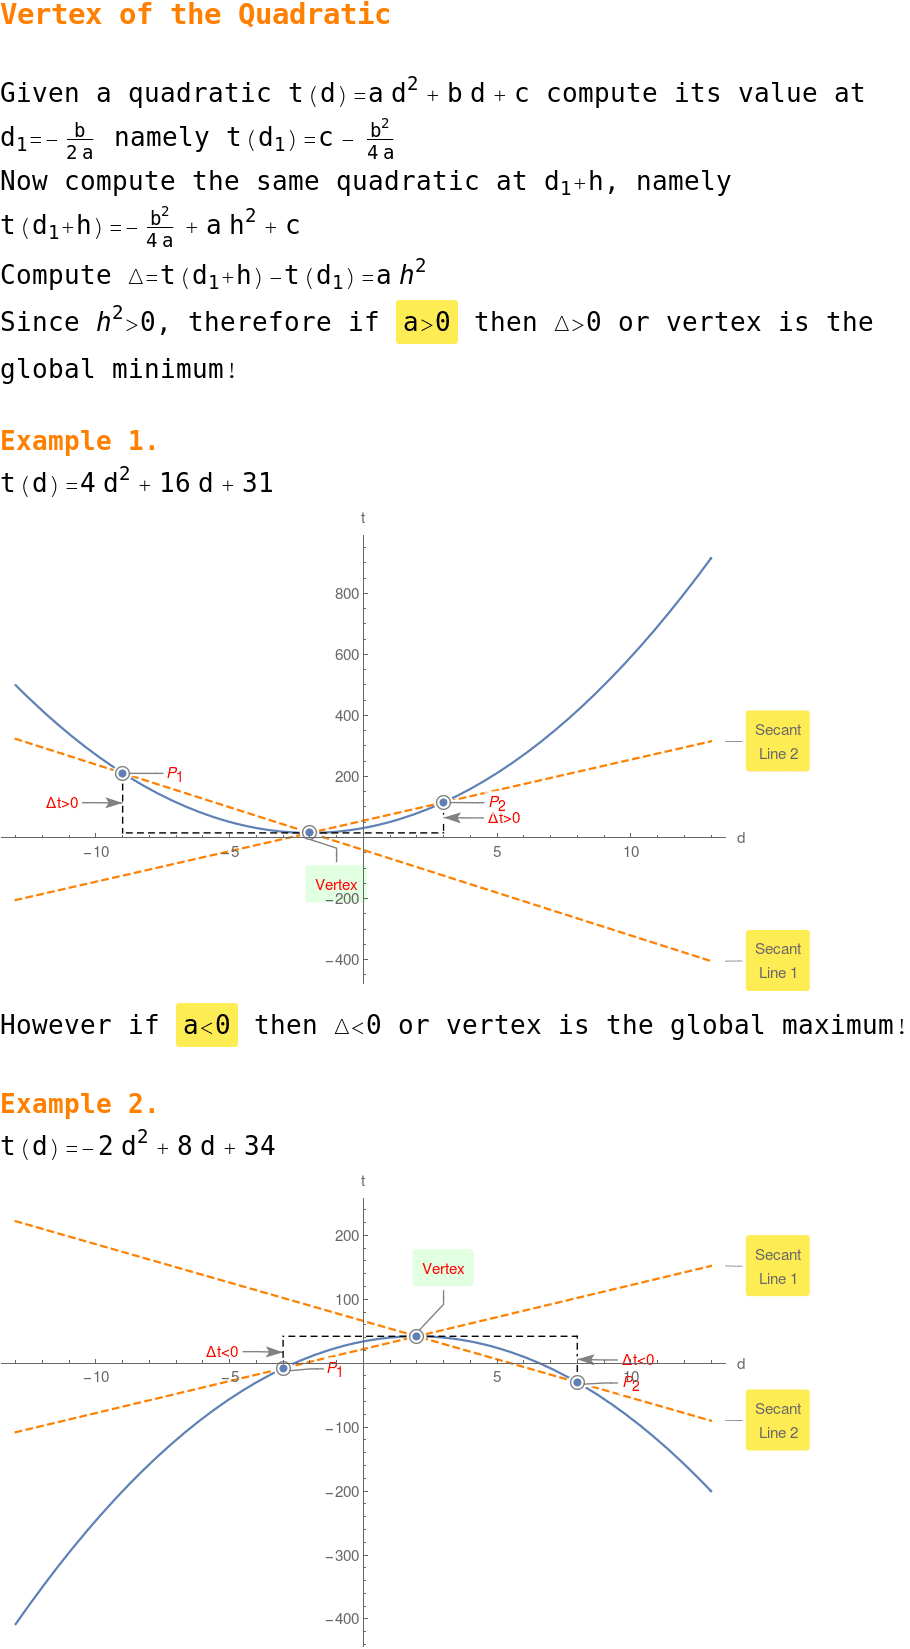 Vertex of the Quadratic
Given a quadratic t(d)=a d² + b d + c compute its value at
d₁=- b/(2 a) namely t(d₁)=c - b²/(4 a)
Now compute the same quadratic at d₁+h, namely
t(d₁+h)=- b²/(4 a) + a h² + c
Compute Δ=t(d₁+h)-t(d₁)=a h²
Since h²>0, therefore if a>0 then Δ>0 or vertex is the
global minimum!
Example 1.
t(d)=4 d² + 16 d + 31
t
800
600
400
200
-200
-400
-10
-5
5
10
d
P₁
Δt>0
P₂
Δt>0
Vertex
Secant
Line 2
Secant
Line 1
However if a<0 then Δ<0 or vertex is the global maximum!
Example 2.
t(d)=-2 d² + 8 d + 34
t
200
100
-100
-200
-300
-400
-10
-5
5
10
d
Vertex
Δt<0
P₁
Δt<0
P₂
Secant
Line 1
Secant
Line 2